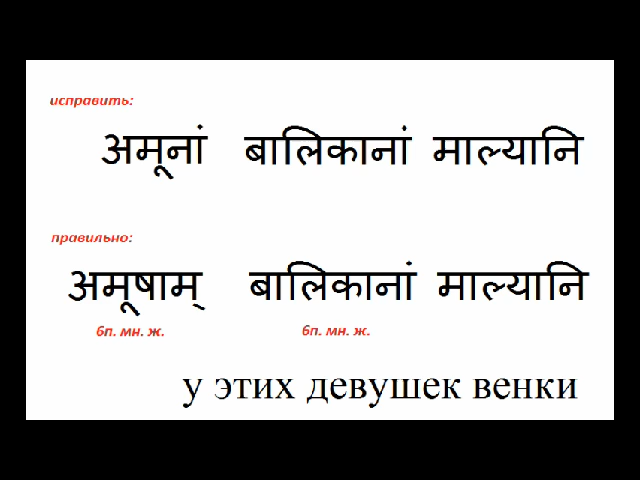 исправить:
अमूनां बालिकानां माल्यानि
правильно:
अमूषाम् बालिकानां माल्यानि
6п. мн. ж. 6п. мн. ж.
у этих девушек венки